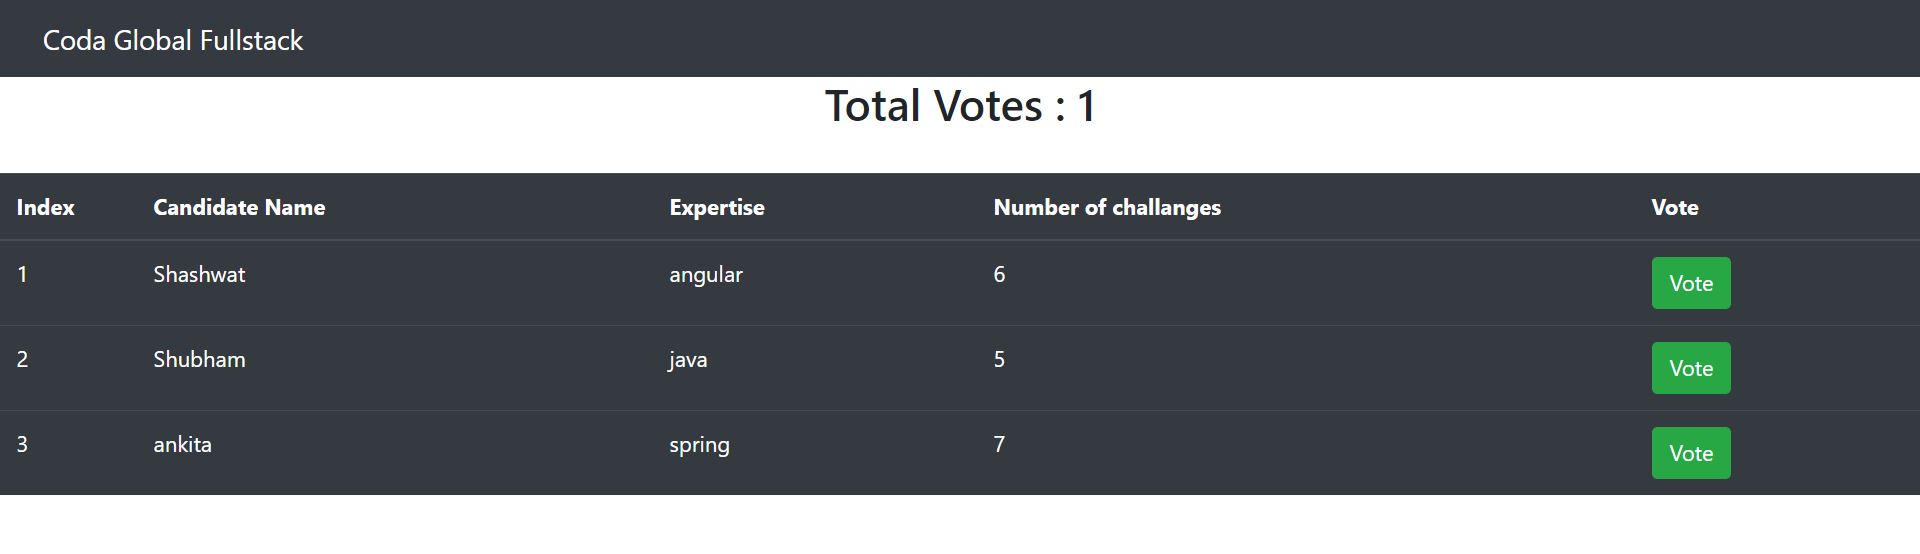 Coda Global Fullstack
Total Votes : 1
Index Candidate Name Expertise Number of challanges Vote
1 Shashwat angular 6 Vote
2 Shubham java 5 Vote
3 ankita spring 7 Vote